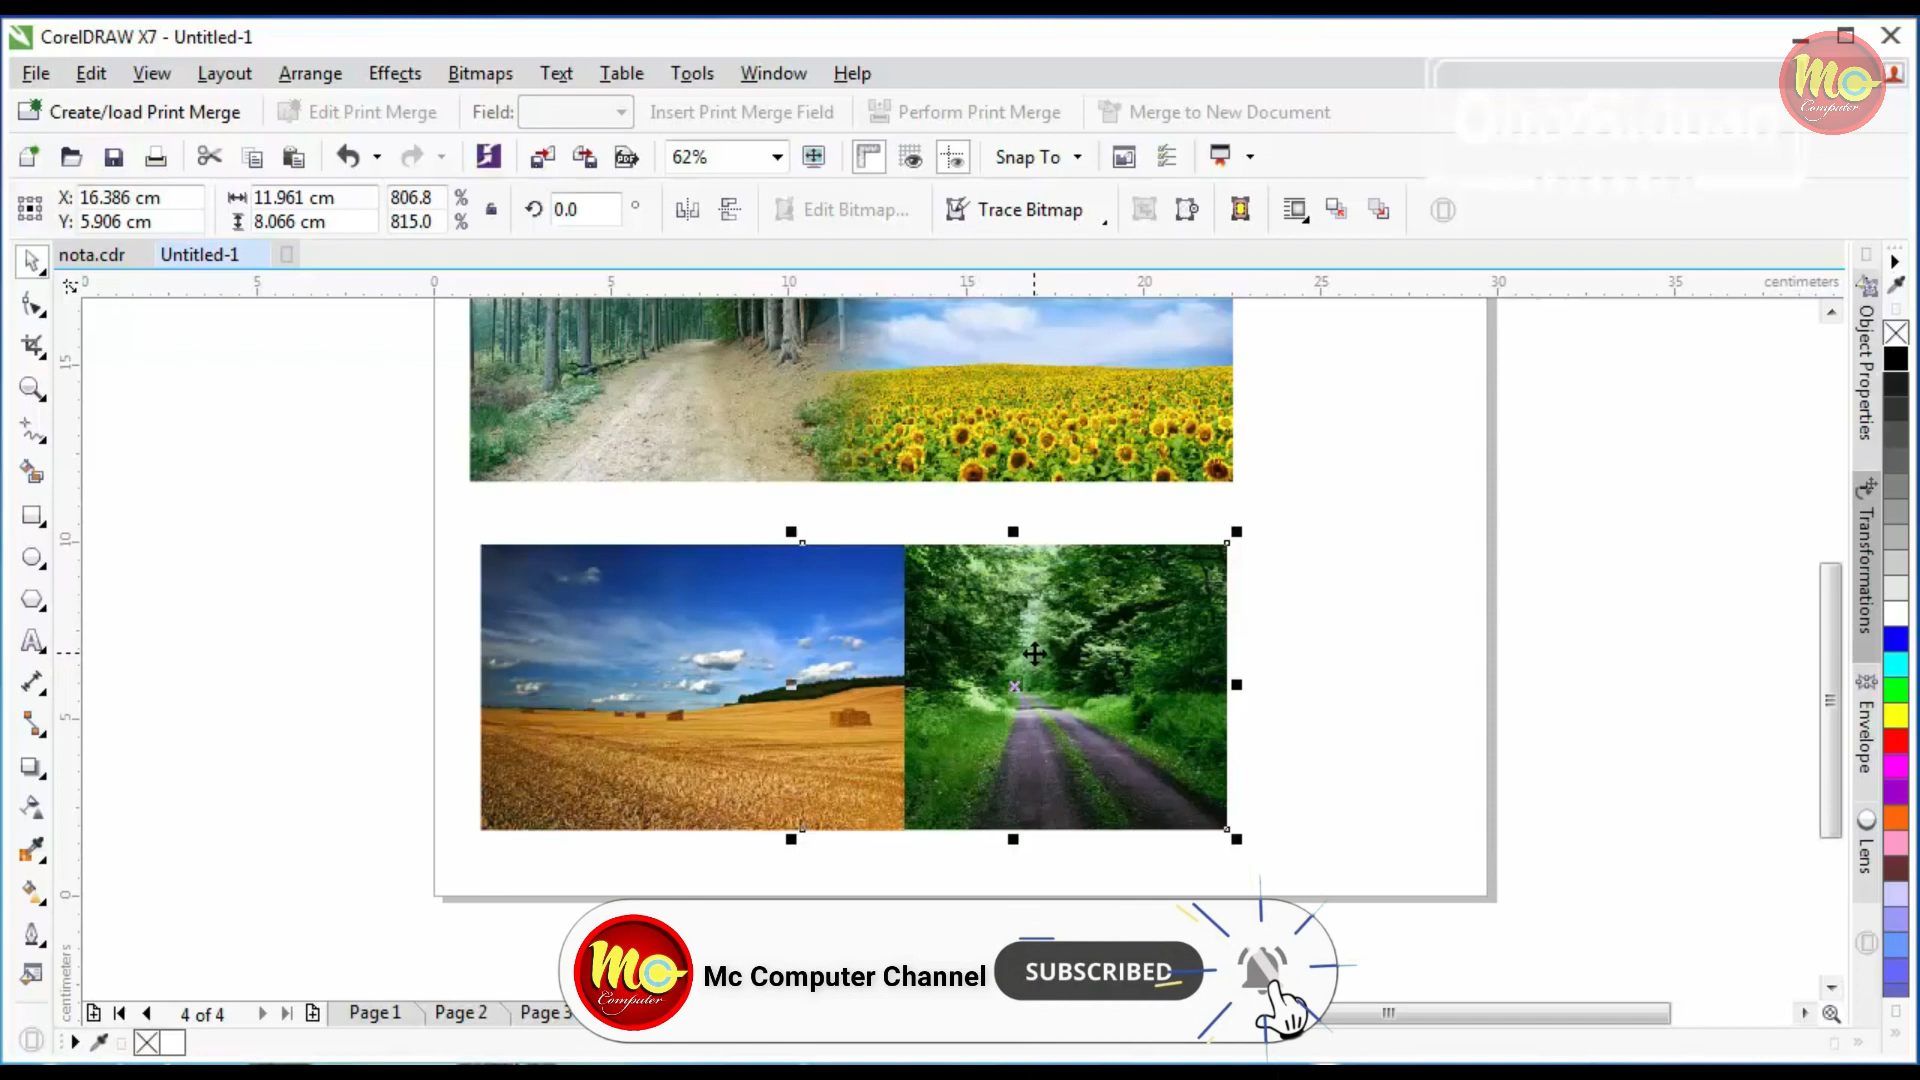 CorelDRAW X7 - Untitled-1
File Edit View Layout Arrange Effects Bitmaps Text Table Tools Window Help
Mc
Computer
Create/load Print Merge Edit Print Merge Field: Insert Print Merge Field Perform Print Merge Merge to New Document
PDF 62% Snap To
X: 16.386 cm 11.961 cm 806.8 %
Y: 5.906 cm 8.066 cm 815.0 %
0.0 ° Edit Bitmap... Trace Bitmap
nota.cdr Untitled-1
5 0 5 10 15 20 25 30 35 centimeters
15
10
5
0
centimeters
Object Properties
Transformations
Envelope
Lens
Mc
Computer
Mc Computer Channel
SUBSCRIBED
4 of 4 Page 1 Page 2 Page 3